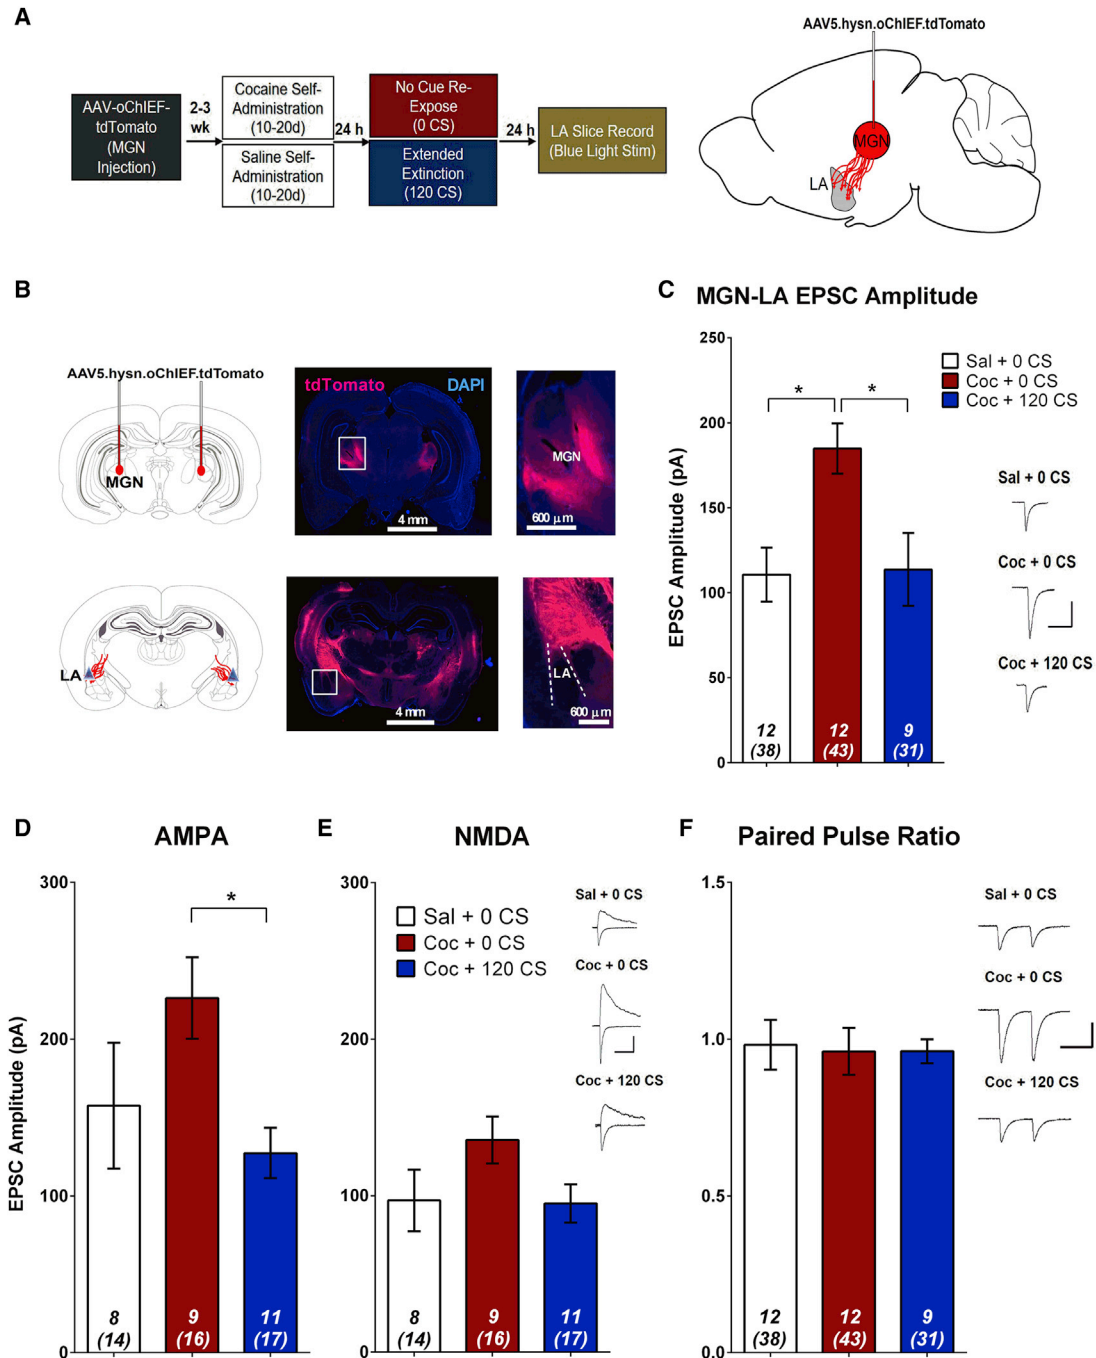 A
AAV-oChIEF-
tdTomato
(MGN
Injection)
2-3
wk
Cocaine Self-
Administration
(10-20d)
Saline Self-
Administration
(10-20d)
24 h
No Cue Re-
Expose
(0 CS)
Extended
Extinction
(120 CS)
24 h
LA Slice Record
(Blue Light Stim)
AAV5.hysn.oChIEF.tdTomato
MGN
LA
B
AAV5.hysn.oChIEF.tdTomato
MGN
tdTomato
DAPI
4 mm
MGN
600 µm
LA
4 mm
LA
600 µm
C
MGN-LA EPSC Amplitude
EPSC Amplitude (pA)
250
200
150
100
50
0
*
*
Sal + 0 CS
Coc + 0 CS
Coc + 120 CS
12
(38)
12
(43)
9
(31)
Sal + 0 CS
Coc + 0 CS
Coc + 120 CS
D
AMPA
EPSC Amplitude (pA)
300
200
100
0
*
8
(14)
9
(16)
11
(17)
E
NMDA
300
200
100
0
Sal + 0 CS
Coc + 0 CS
Coc + 120 CS
8
(14)
9
(16)
11
(17)
Sal + 0 CS
Coc + 0 CS
Coc + 120 CS
F
Paired Pulse Ratio
1.5
1.0
0.5
0.0
12
(38)
12
(43)
9
(31)
Sal + 0 CS
Coc + 0 CS
Coc + 120 CS